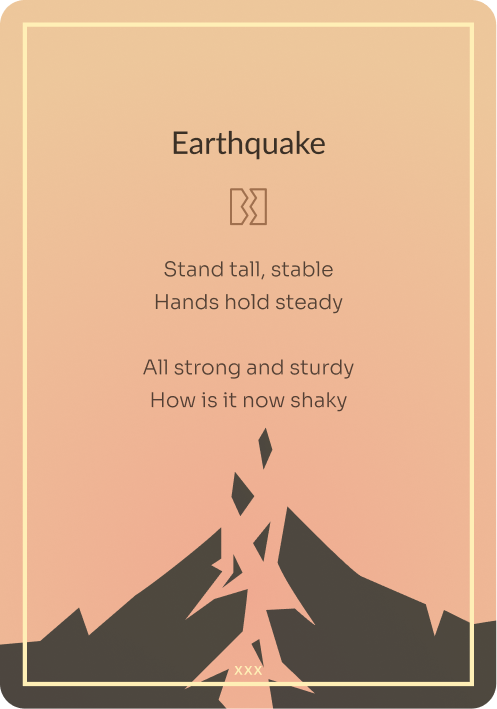 Earthquake
Stand tall, stable
Hands hold steady
All strong and sturdy
How is it now shaky
xxx